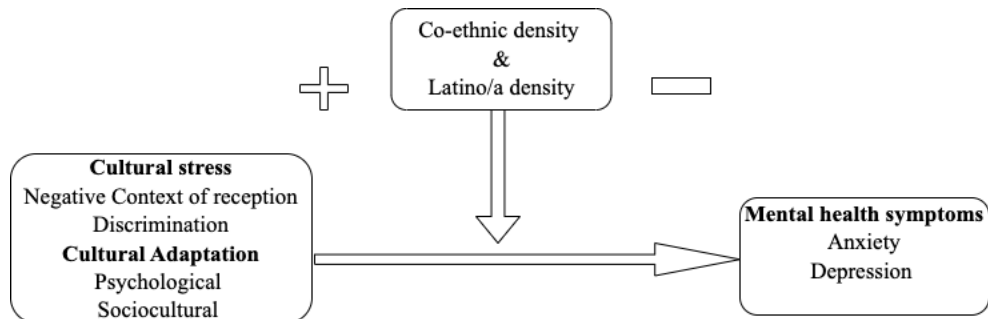 Co-ethnic density
&
Latino/a density
Cultural stress
Negative Context of reception
Discrimination
Cultural Adaptation
Psychological
Sociocultural
Mental health symptoms
Anxiety
Depression